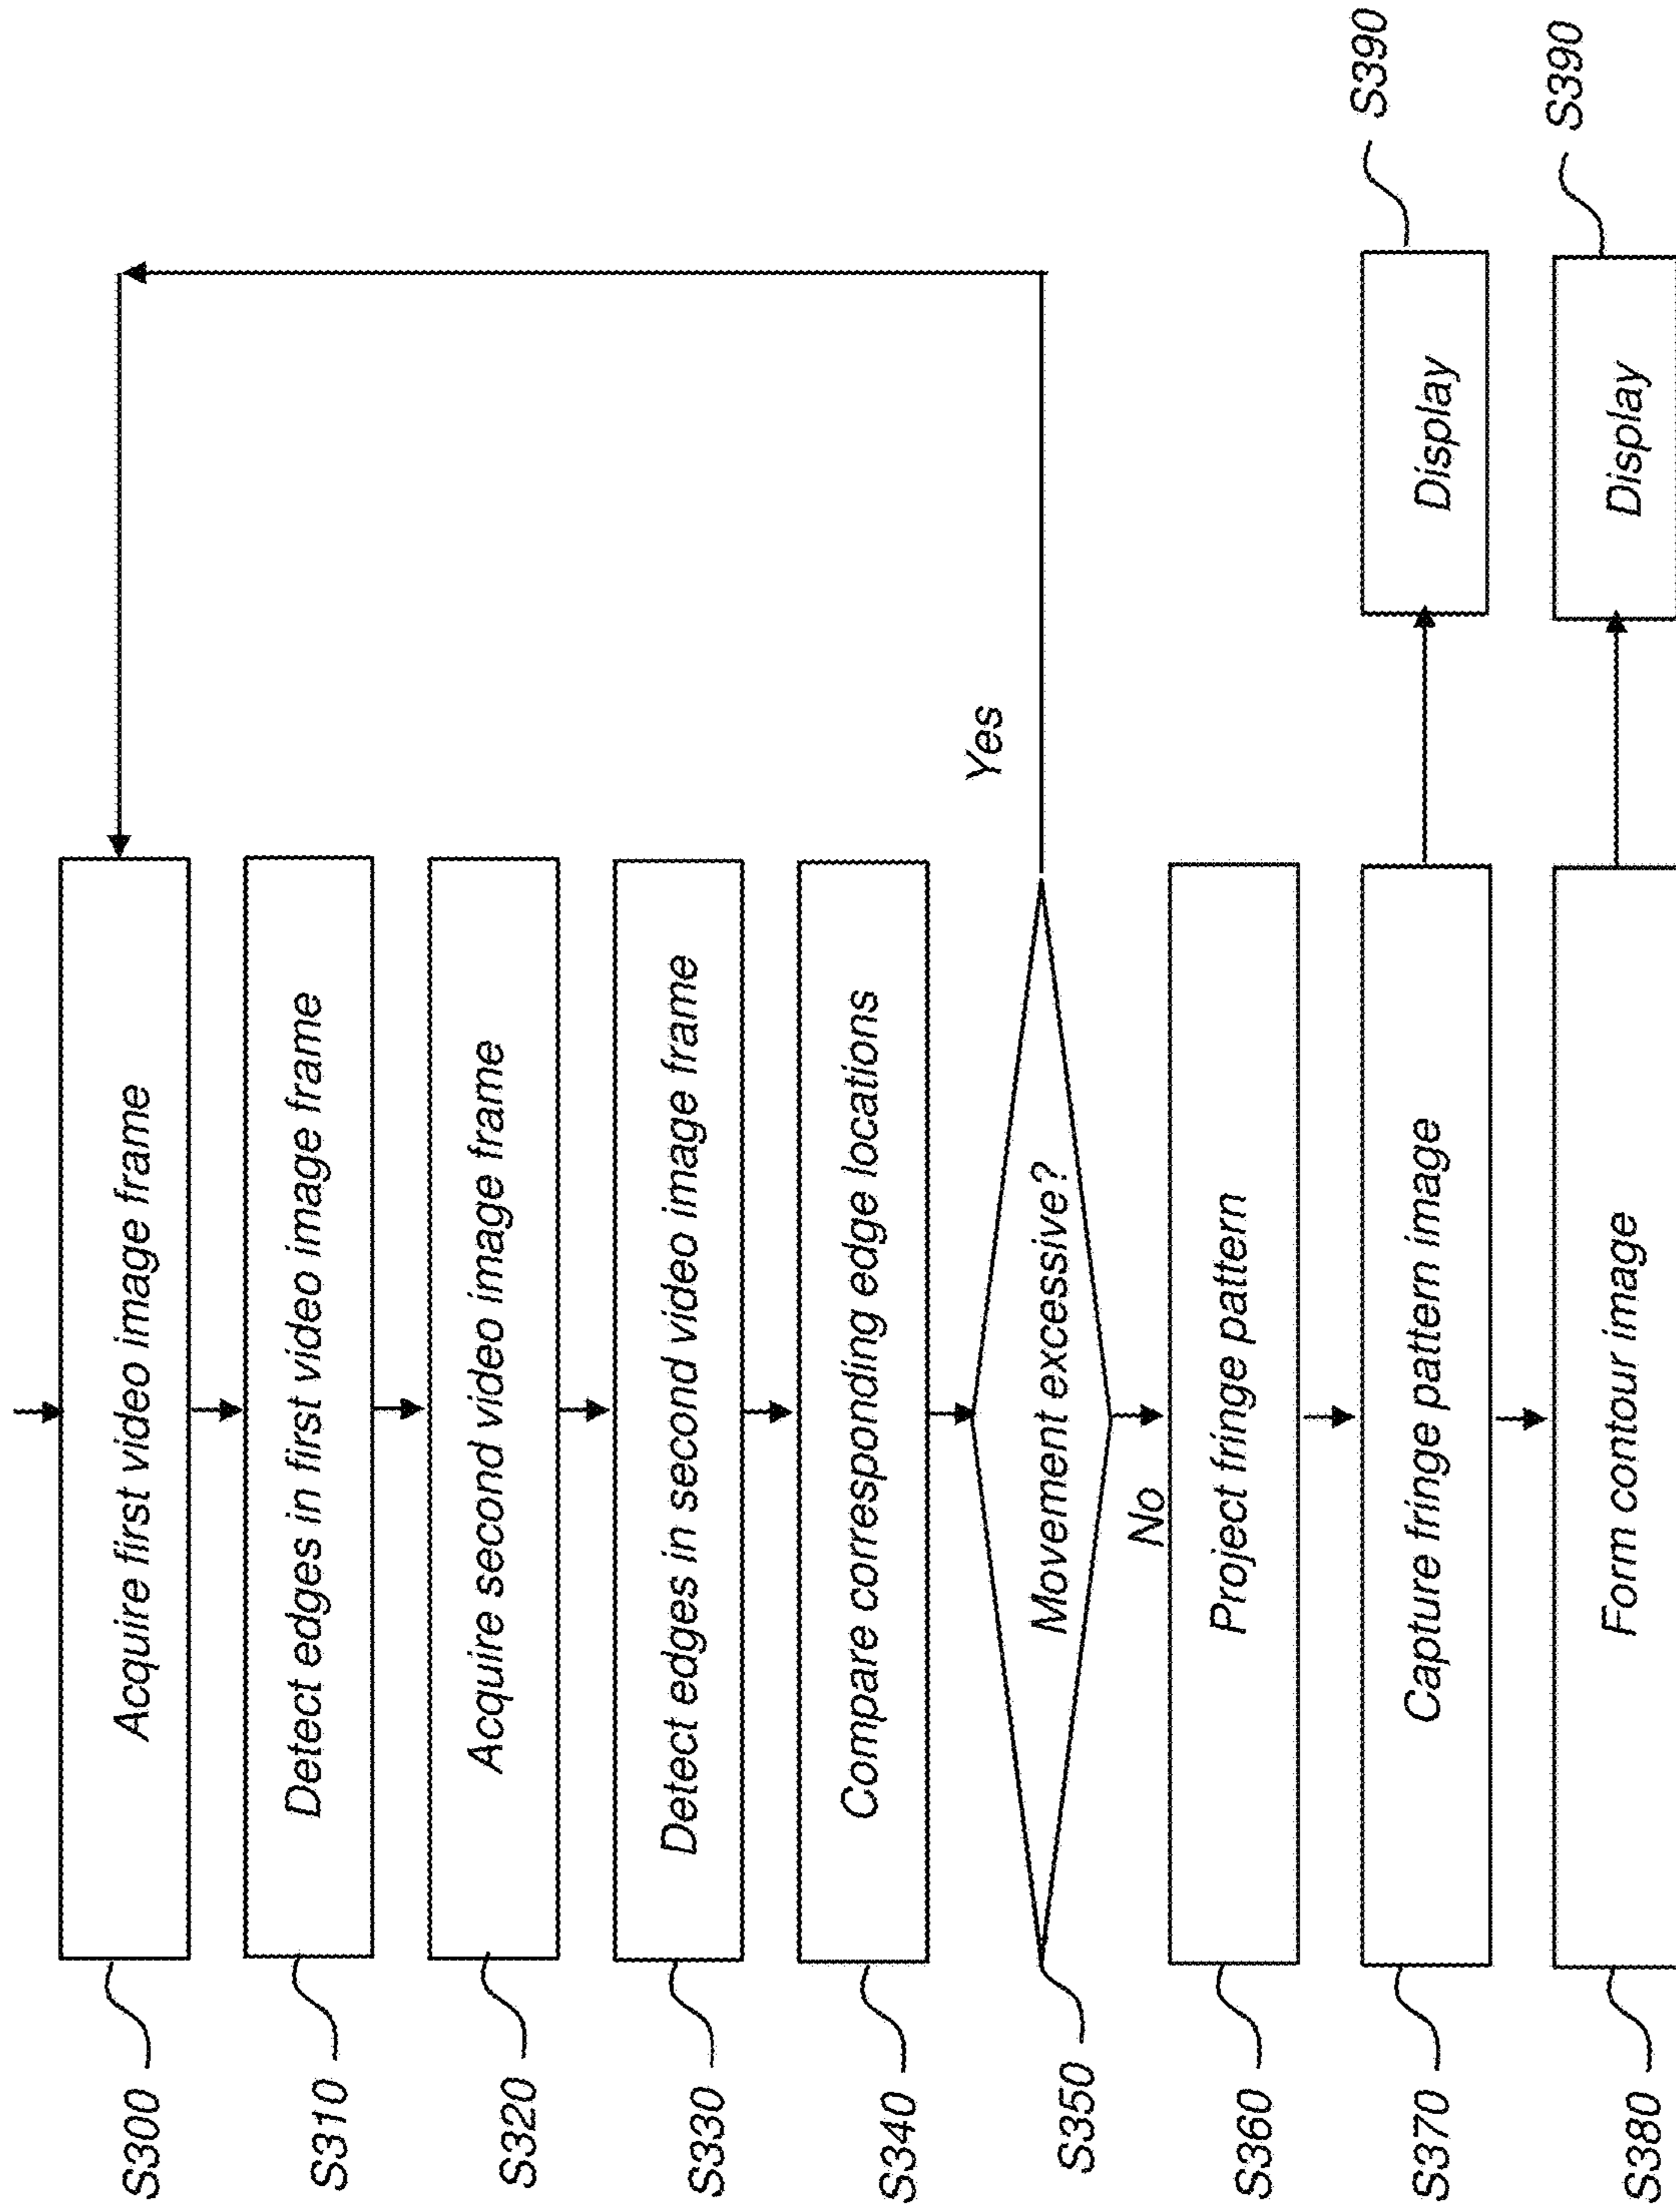 S300
Acquire first video image frame
S310
Detect edges in first video image frame
S320
Acquire second video image frame
S330
Detect edges in second video image frame
S340
Compare corresponding edge locations
S350
Movement excessive?
Yes
No
S360
Project fringe pattern
S370
Capture fringe pattern image
Display
S390
S380
Form contour image
Display
S390